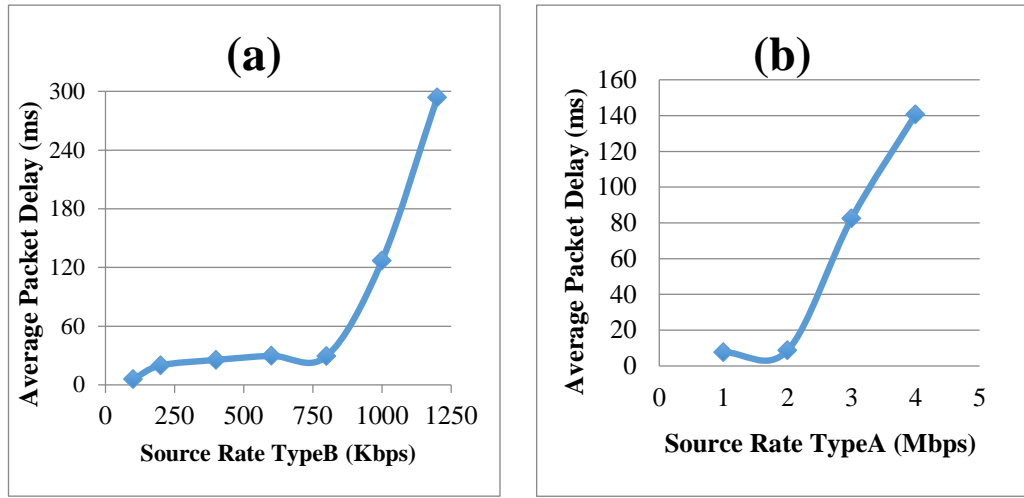 (a)
Average Packet Delay (ms)
300
240
180
120
60
0
0 250 500 750 1000 1250
Source Rate TypeB (Kbps)
(b)
Average Packet Delay (ms)
160
140
120
100
80
60
40
20
0
0 1 2 3 4 5
Source Rate TypeA (Mbps)